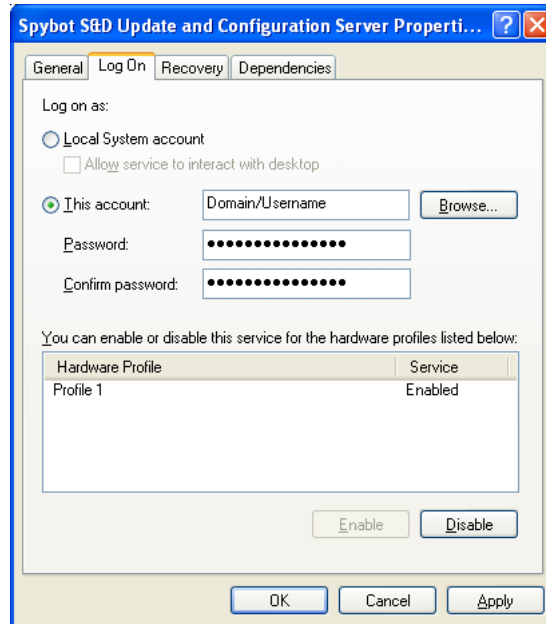 Spybot S&D Update and Configuration Server Properti... ?
General Log On Recovery Dependencies
Log on as:
Local System account
Allow service to interact with desktop
This account: Domain/Username Browse...
Password: ●●●●●●●●●●●●●●●
Confirm password: ●●●●●●●●●●●●●●●
You can enable or disable this service for the hardware profiles listed below:
Hardware Profile Service
Profile 1 Enabled
Enable Disable
OK Cancel Apply